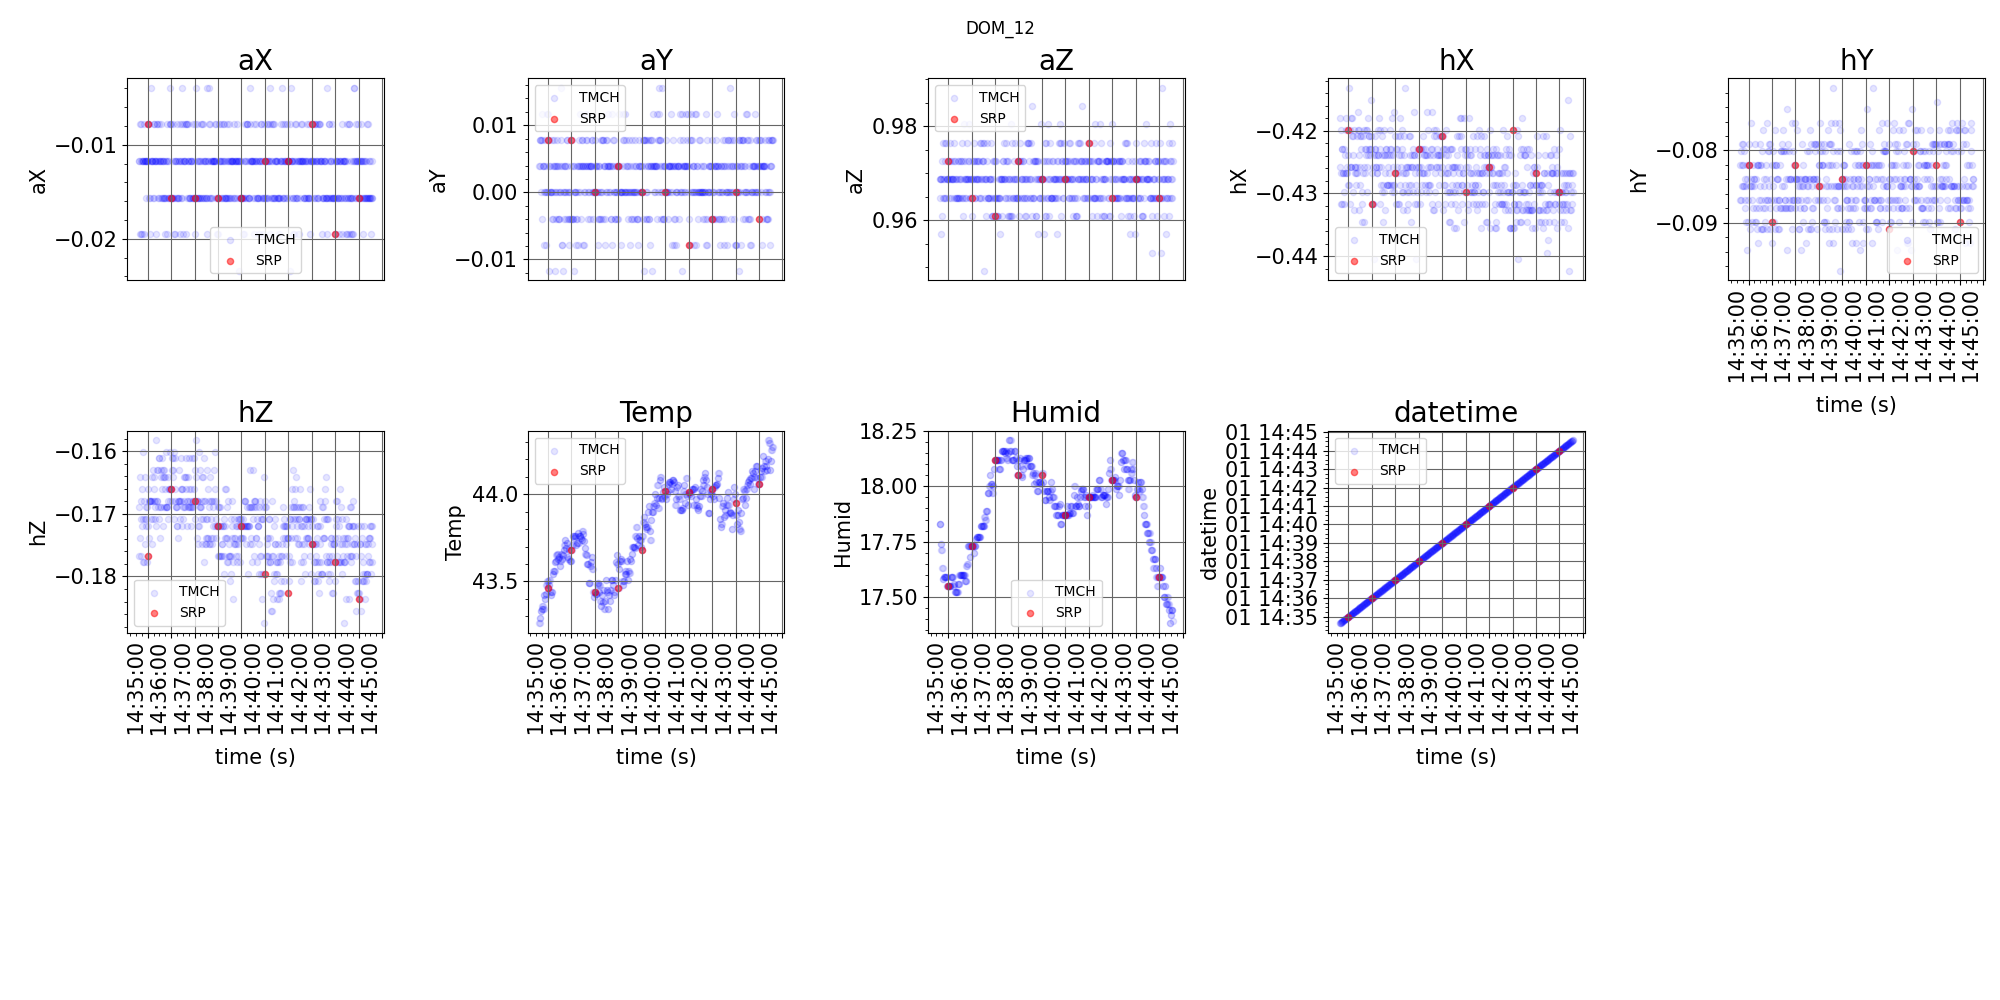 DOM_12
aX
aX
−0.01
−0.02
TMCH
SRP
aY
aY
0.01
0.00
−0.01
TMCH
SRP
aZ
aZ
0.98
0.96
TMCH
SRP
hX
hX
−0.42
−0.43
−0.44
TMCH
SRP
hY
hY
−0.08
−0.09
TMCH
SRP
14:35:00
14:36:00
14:37:00
14:38:00
14:39:00
14:40:00
14:41:00
14:42:00
14:43:00
14:44:00
14:45:00
time (s)
hZ
hZ
−0.16
−0.17
−0.18
TMCH
SRP
14:35:00
14:36:00
14:37:00
14:38:00
14:39:00
14:40:00
14:41:00
14:42:00
14:43:00
14:44:00
14:45:00
time (s)
Temp
Temp
44.0
43.5
TMCH
SRP
14:35:00
14:36:00
14:37:00
14:38:00
14:39:00
14:40:00
14:41:00
14:42:00
14:43:00
14:44:00
14:45:00
time (s)
Humid
Humid
18.25
18.00
17.75
17.50
TMCH
SRP
14:35:00
14:36:00
14:37:00
14:38:00
14:39:00
14:40:00
14:41:00
14:42:00
14:43:00
14:44:00
14:45:00
time (s)
datetime
datetime
01 14:45
01 14:44
01 14:43
01 14:42
01 14:41
01 14:40
01 14:39
01 14:38
01 14:37
01 14:36
01 14:35
TMCH
SRP
14:35:00
14:36:00
14:37:00
14:38:00
14:39:00
14:40:00
14:41:00
14:42:00
14:43:00
14:44:00
14:45:00
time (s)